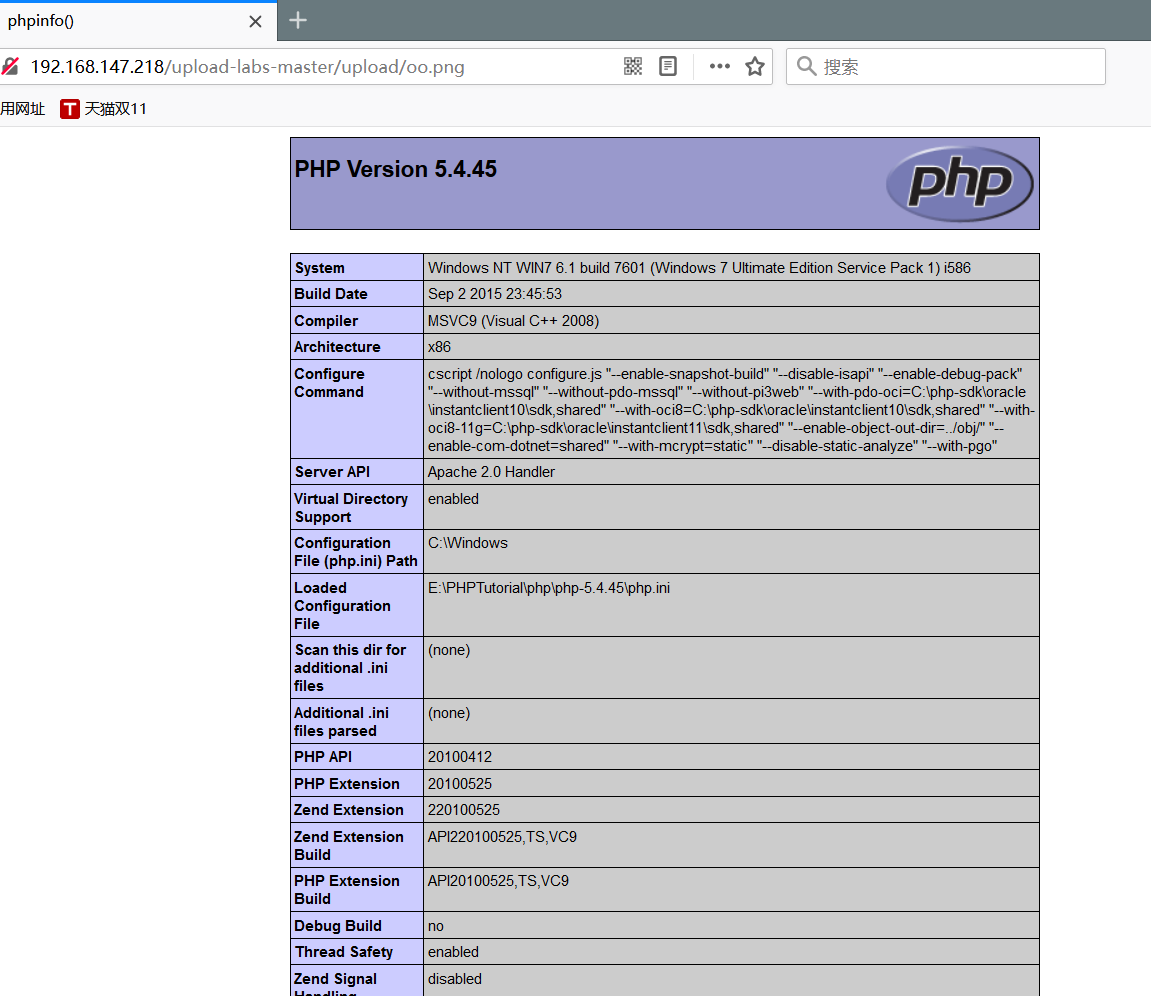 phpinfo()
192.168.147.218/upload-labs-master/upload/oo.png
搜索
用网址 T 天猫双11
PHP Version 5.4.45
php
System Windows NT WIN7 6.1 build 7601 (Windows 7 Ultimate Edition Service Pack 1) i586
Build Date Sep 2 2015 23:45:53
Compiler MSVC9 (Visual C++ 2008)
Architecture x86
Configure
Command
cscript /nologo configure.js "--enable-snapshot-build" "--disable-isapi" "--enable-debug-pack"
"--without-mssql" "--without-pdo-mssql" "--without-pi3web" "--with-pdo-oci=C:\php-sdk\oracle
\instantclient10\sdk,shared" "--with-oci8=C:\php-sdk\oracle\instantclient10\sdk,shared" "--with-
oci8-11g=C:\php-sdk\oracle\instantclient11\sdk,shared" "--enable-object-out-dir=../obj/" "--
enable-com-dotnet=shared" "--with-mcrypt=static" "--disable-static-analyze" "--with-pgo"
Server API Apache 2.0 Handler
Virtual Directory
Support
enabled
Configuration
File (php.ini) Path
C:\Windows
Loaded
Configuration
File
E:\PHPTutorial\php\php-5.4.45\php.ini
Scan this dir for
additional .ini
files
(none)
Additional .ini
files parsed
(none)
PHP API 20100412
PHP Extension 20100525
Zend Extension 220100525
Zend Extension
Build
API220100525,TS,VC9
PHP Extension
Build
API20100525,TS,VC9
Debug Build no
Thread Safety enabled
Zend Signal
Handling
disabled